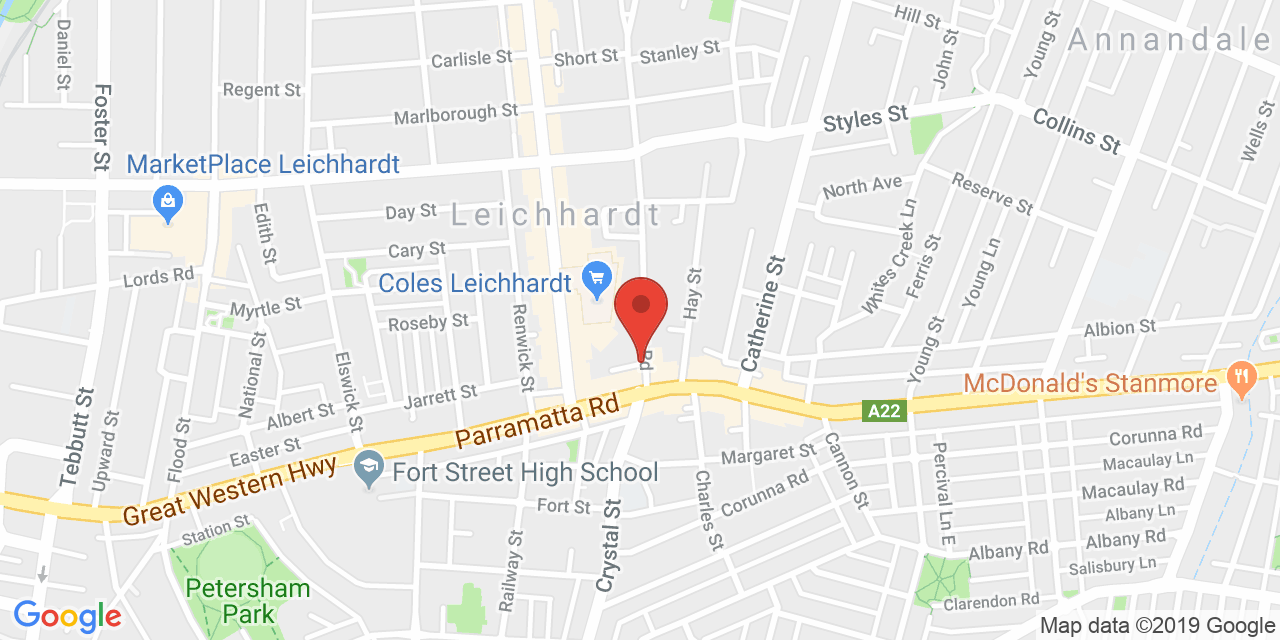 Hill St
Daniel St
Carlisle St
Short St
Stanley St
John St
Young St
Annandale
Regent St
Foster St
Marlborough St
Styles St
Collins St
Wells St
MarketPlace Leichhardt
North Ave
Reserve St
Edith St
Day St
Leichhardt
Cary St
Whites Creek Ln
Ferris St
Young Ln
Lords Rd
Coles Leichhardt
Hay St
Catherine St
Myrtle St
Roseby St
Renwick St
Albion St
National St
Elswick St
Rd
Young St
McDonald's Stanmore
Tebbutt St
Jarrett St
Albert St
Parramatta Rd
A22
Upward St
Flood St
Easter St
Great Western Hwy
Fort Street High School
Margaret St
Cannon St
Percival Ln E
Corunna Rd
Macaulay Ln
Macaulay Rd
Charles St
Corunna Rd
Fort St
Albany Ln
Station St
Crystal St
Railway St
Albany Rd
Albany Rd
Salisbury Ln
Petersham
Park
Clarendon Rd
Google
Map data ©2019 Google